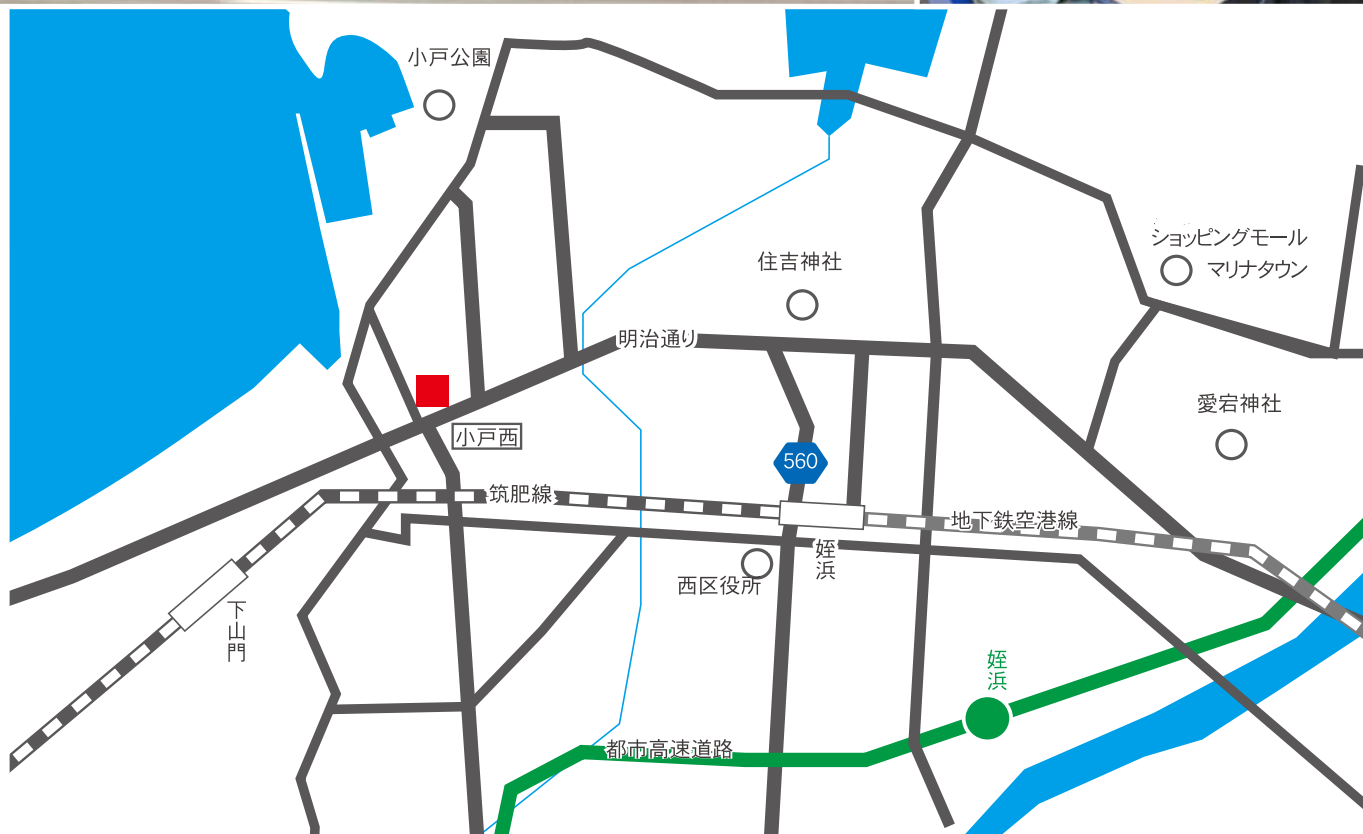 小戸公園
ショッピングモール
マリナタウン
住吉神社
明治通り
愛宕神社
小戸西
560
筑肥線
地下鉄空港線
姪浜
西区役所
下山門
姪浜
都市高速道路